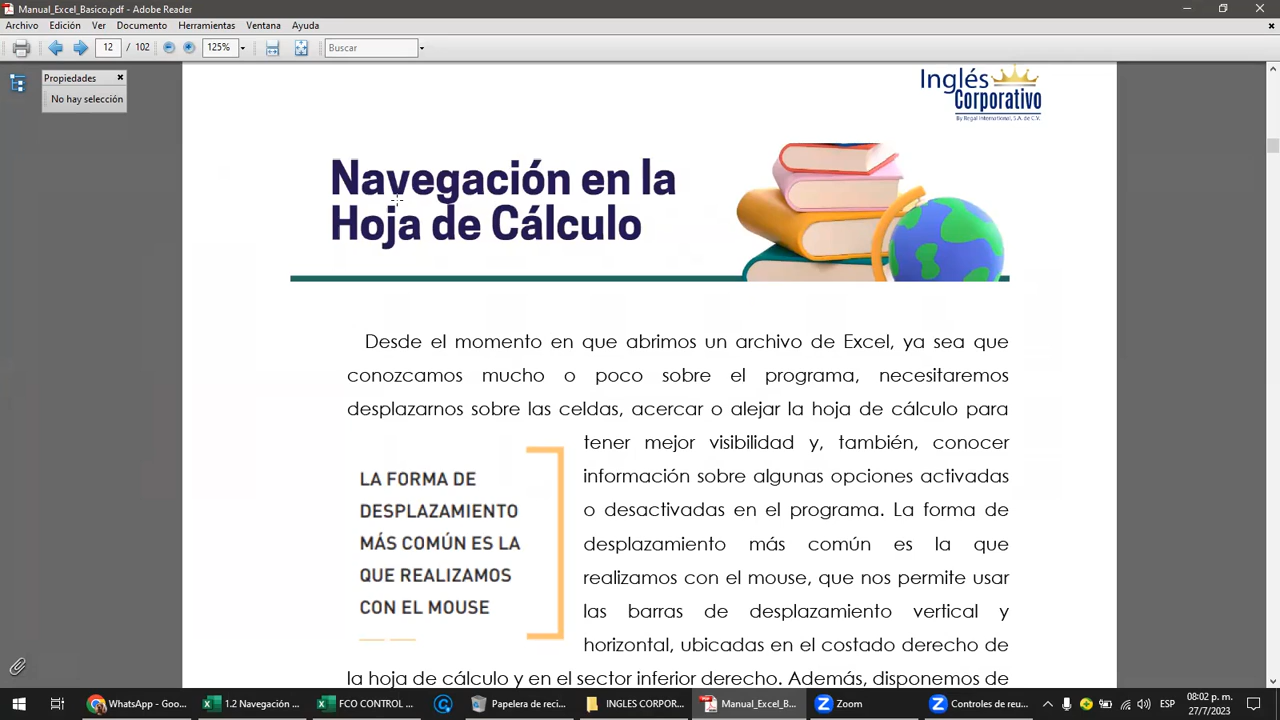 Manual_Excel_Basico.pdf - Adobe Reader
Archivo Edición Ver Documento Herramientas Ventana Ayuda
12 / 102 125% Buscar
Propiedades
No hay selección
Inglés
Corporativo
By Regal International, S.A. de C.V.
Navegación en la
Hoja de Cálculo
Desde el momento en que abrimos un archivo de Excel, ya sea que
conozcamos mucho o poco sobre el programa, necesitaremos
desplazarnos sobre las celdas, acercar o alejar la hoja de cálculo para
tener mejor visibilidad y, también, conocer
información sobre algunas opciones activadas
o desactivadas en el programa. La forma de
desplazamiento más común es la que
realizamos con el mouse, que nos permite usar
las barras de desplazamiento vertical y
horizontal, ubicadas en el costado derecho de
la hoja de cálculo y en el sector inferior derecho. Además, disponemos de
LA FORMA DE
DESPLAZAMIENTO
MÁS COMÚN ES LA
QUE REALIZAMOS
CON EL MOUSE
WhatsApp - Goo... 1.2 Navegación ... FCO CONTROL ... Papelera de reci... INGLES CORPOR... Manual_Excel_B... Zoom Controles de reu... ESP 08:02 p. m.
27/7/2023